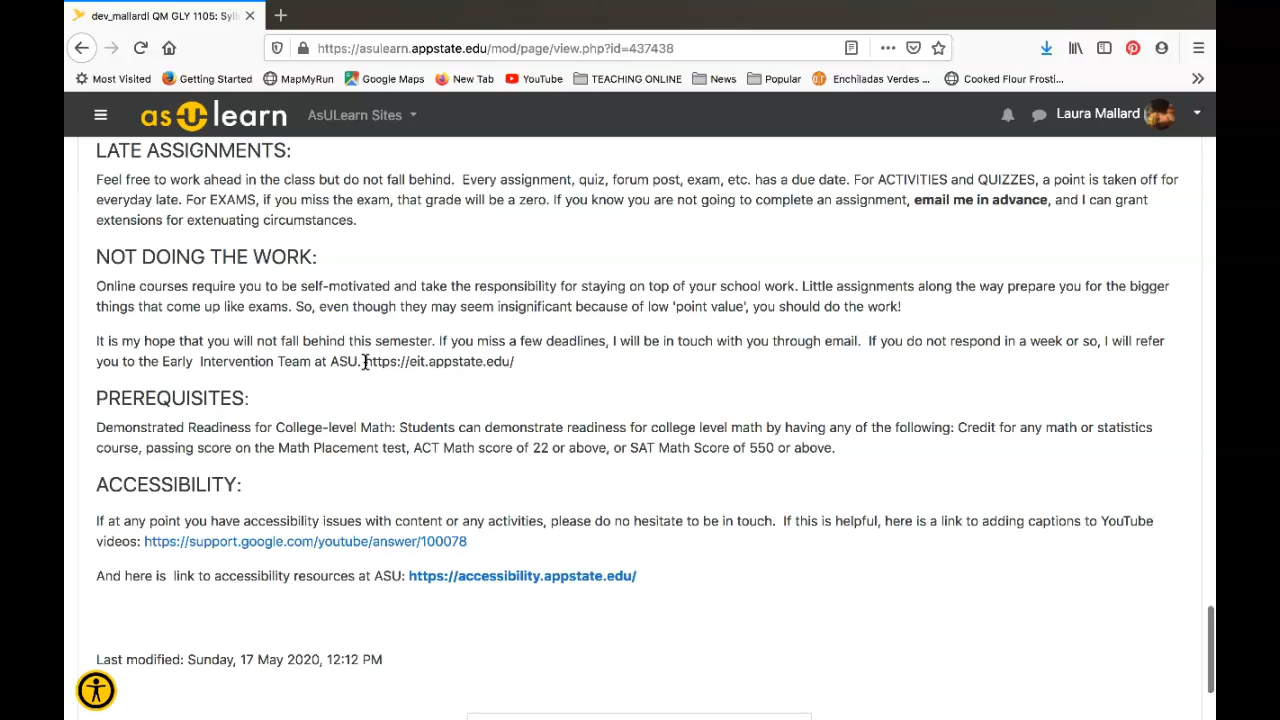 dev_mallardl QM GLY 1105: Syll
https://asulearn.appstate.edu/mod/page/view.php?id=437438
Most Visited Getting Started MapMyRun Google Maps New Tab YouTube TEACHING ONLINE News Popular Enchiladas Verdes ... Cooked Flour Frosti...
asULearn AsULearn Sites Laura Mallard
LATE ASSIGNMENTS:
Feel free to work ahead in the class but do not fall behind. Every assignment, quiz, forum post, exam, etc. has a due date. For ACTIVITIES and QUIZZES, a point is taken off for
everyday late. For EXAMS, if you miss the exam, that grade will be a zero. If you know you are not going to complete an assignment, email me in advance, and I can grant
extensions for extenuating circumstances.
NOT DOING THE WORK:
Online courses require you to be self-motivated and take the responsibility for staying on top of your school work. Little assignments along the way prepare you for the bigger
things that come up like exams. So, even though they may seem insignificant because of low 'point value', you should do the work!
It is my hope that you will not fall behind this semester. If you miss a few deadlines, I will be in touch with you through email. If you do not respond in a week or so, I will refer
you to the Early Intervention Team at ASU. https://eit.appstate.edu/
PREREQUISITES:
Demonstrated Readiness for College-level Math: Students can demonstrate readiness for college level math by having any of the following: Credit for any math or statistics
course, passing score on the Math Placement test, ACT Math score of 22 or above, or SAT Math Score of 550 or above.
ACCESSIBILITY:
If at any point you have accessibility issues with content or any activities, please do no hesitate to be in touch. If this is helpful, here is a link to adding captions to YouTube
videos: https://support.google.com/youtube/answer/100078
And here is link to accessibility resources at ASU: https://accessibility.appstate.edu/
Last modified: Sunday, 17 May 2020, 12:12 PM